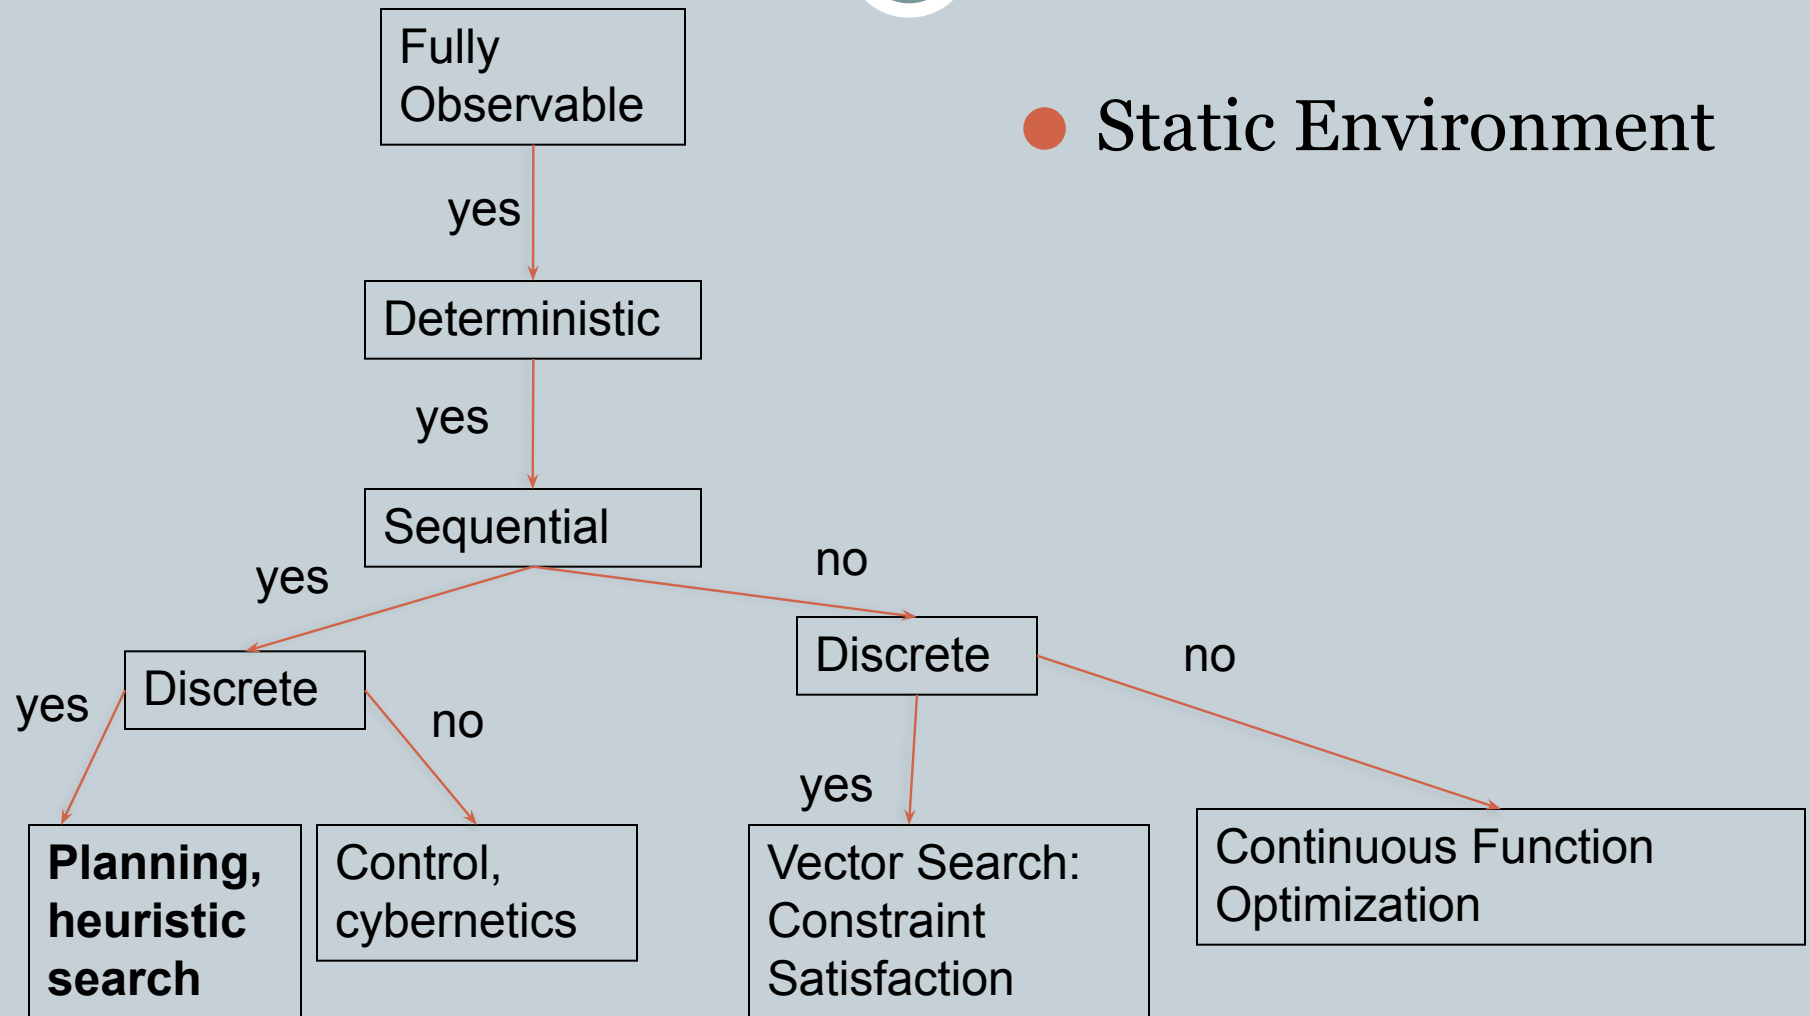 Fully
Observable
Static Environment
yes
Deterministic
yes
Sequential
yes
no
Discrete
Discrete
no
yes
no
yes
Planning,
heuristic
search
Control,
cybernetics
Vector Search:
Constraint
Satisfaction
Continuous Function
Optimization